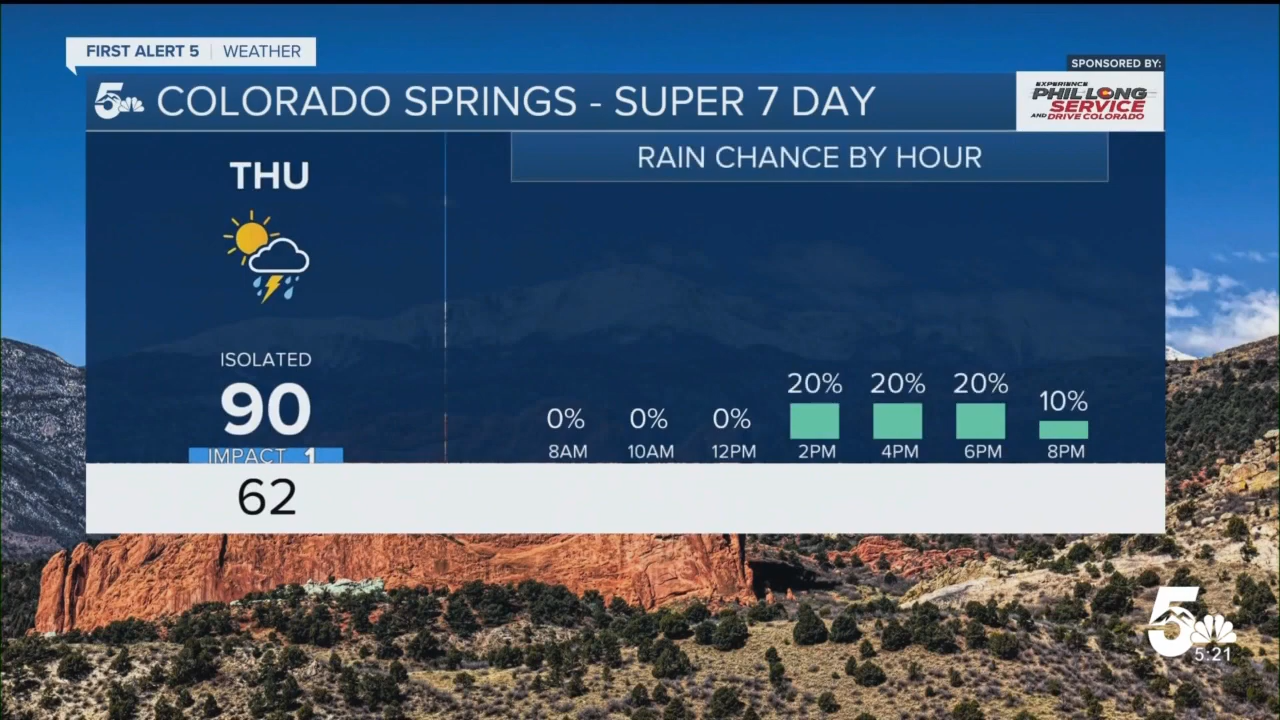 FIRST ALERT 5 | WEATHER
SPONSORED BY:
5 COLORADO SPRINGS - SUPER 7 DAY
EXPERIENCE
PHIL LONG
SERVICE
AND DRIVE COLORADO
THU
RAIN CHANCE BY HOUR
ISOLATED
90
IMPACT 1
62
0% 0% 0% 20% 20% 20% 10%
8AM 10AM 12PM 2PM 4PM 6PM 8PM
5
5:21